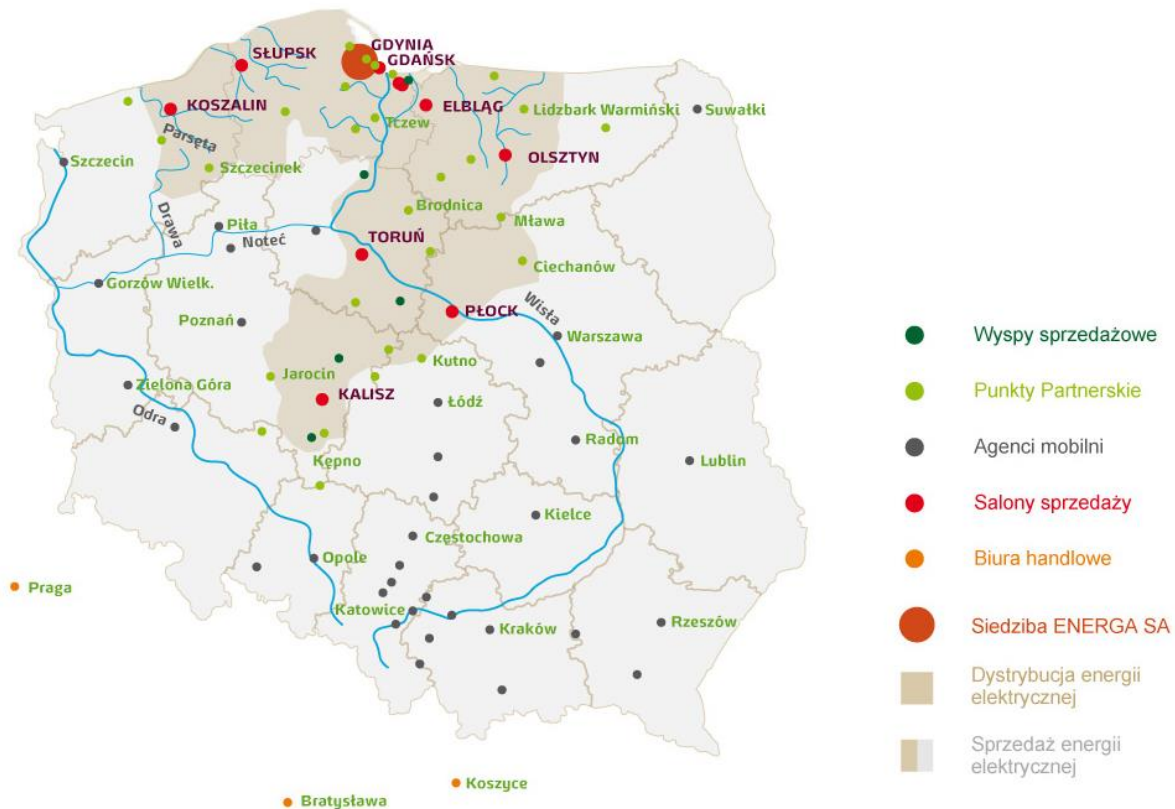 GDYNIA
SŁUPSK
GDAŃSK
KOSZALIN
ELBLĄG
Lidzbark Warmiński
Suwałki
Tczew
Parsęta
Szczecin
OLSZTYN
Szczecinek
Brodnica
Drawa
Piła
Mława
TORUŃ
Noteć
Ciechanów
Gorzów Wielk.
PŁOCK
Wisła
Poznań
Warszawa
Kutno
Jarocin
Zielona Góra
KALISZ
Łódź
Odra
Radom
Lublin
Kępno
Kielce
Częstochowa
Opole
Praga
Katowice
Kraków
Rzeszów
Koszyce
Bratysława
Wyspy sprzedażowe
Punkty Partnerskie
Agenci mobilni
Salony sprzedaży
Biura handlowe
Siedziba ENERGA SA
Dystrybucja energii
elektrycznej
Sprzedaż energii
elektrycznej